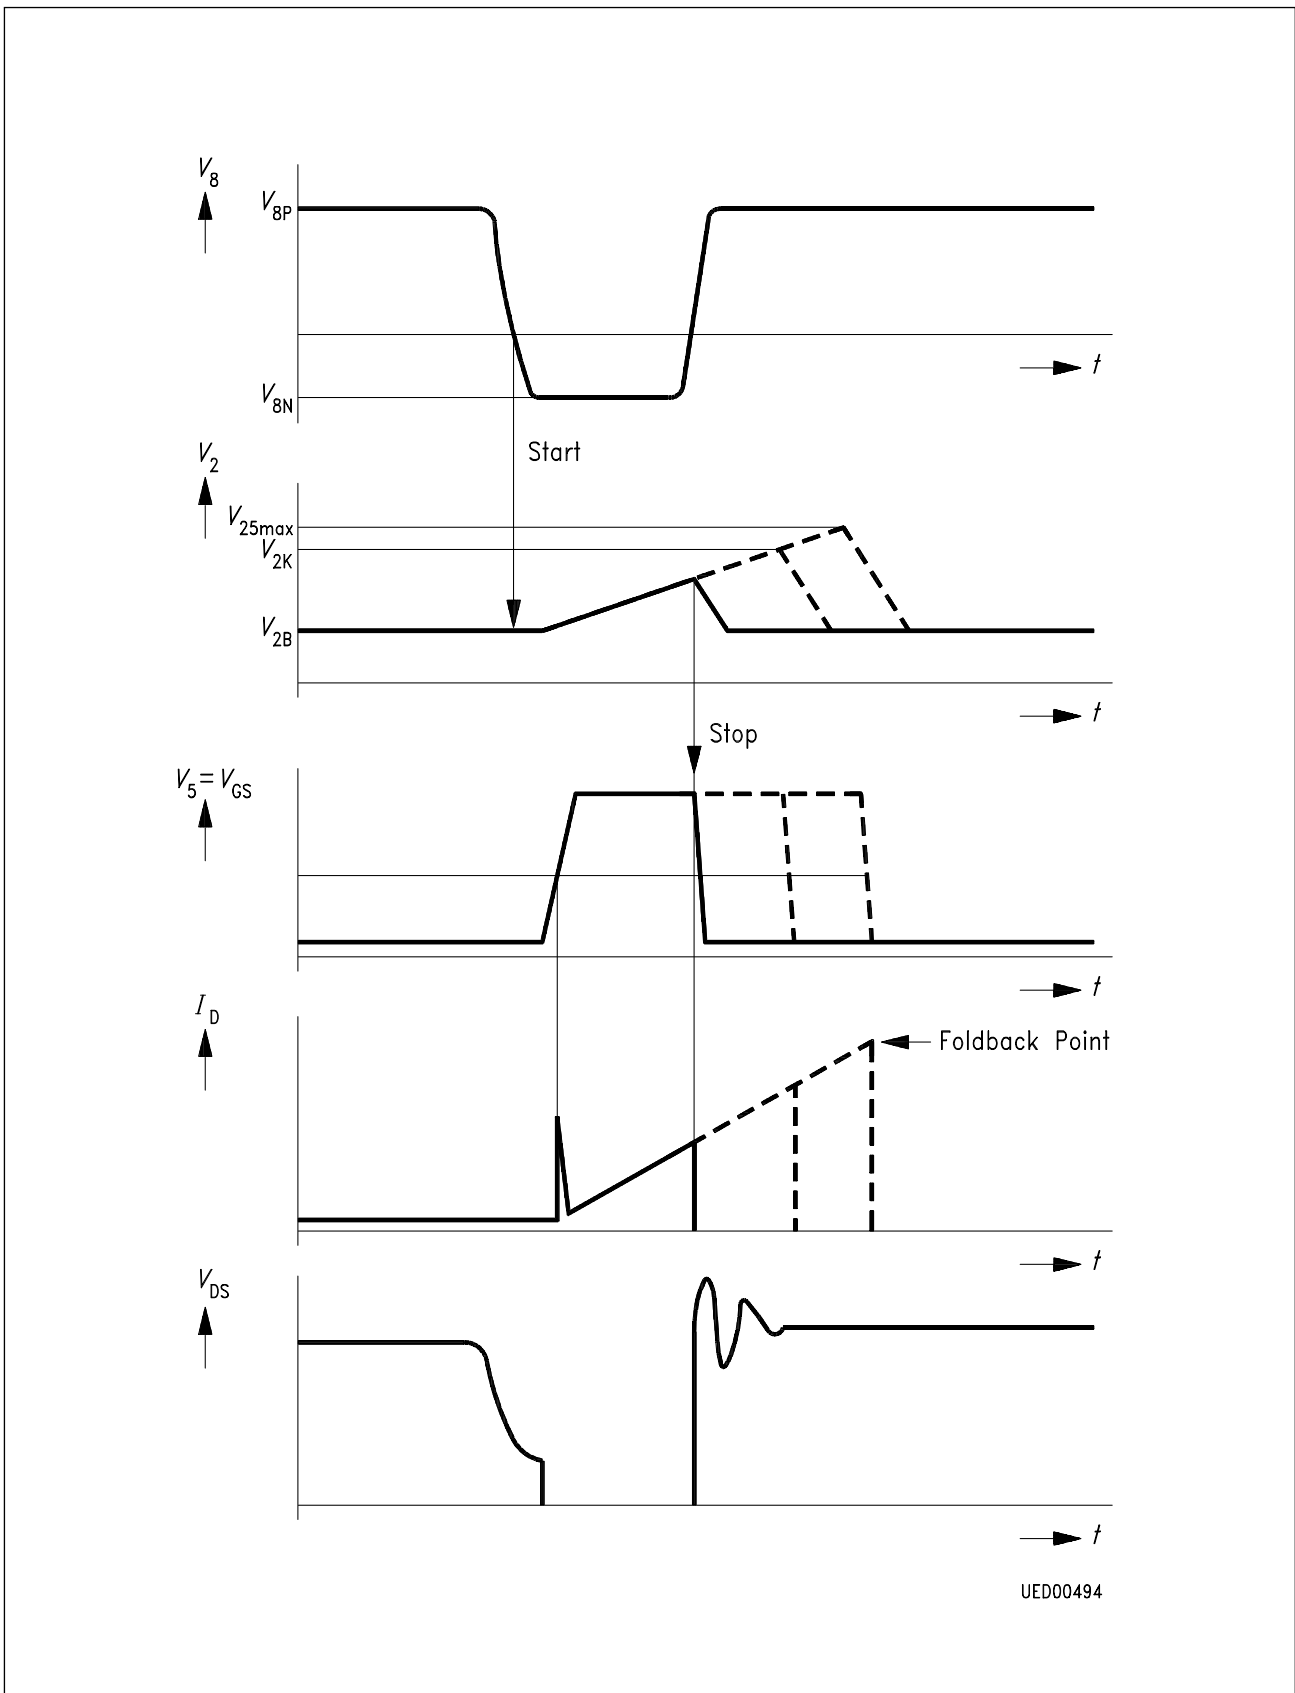 V8
V8P
t
V8N
Start
V2
V25max
V2K
V2B
t
Stop
V5=VGS
t
ID
Foldback Point
t
VDS
t
UED00494